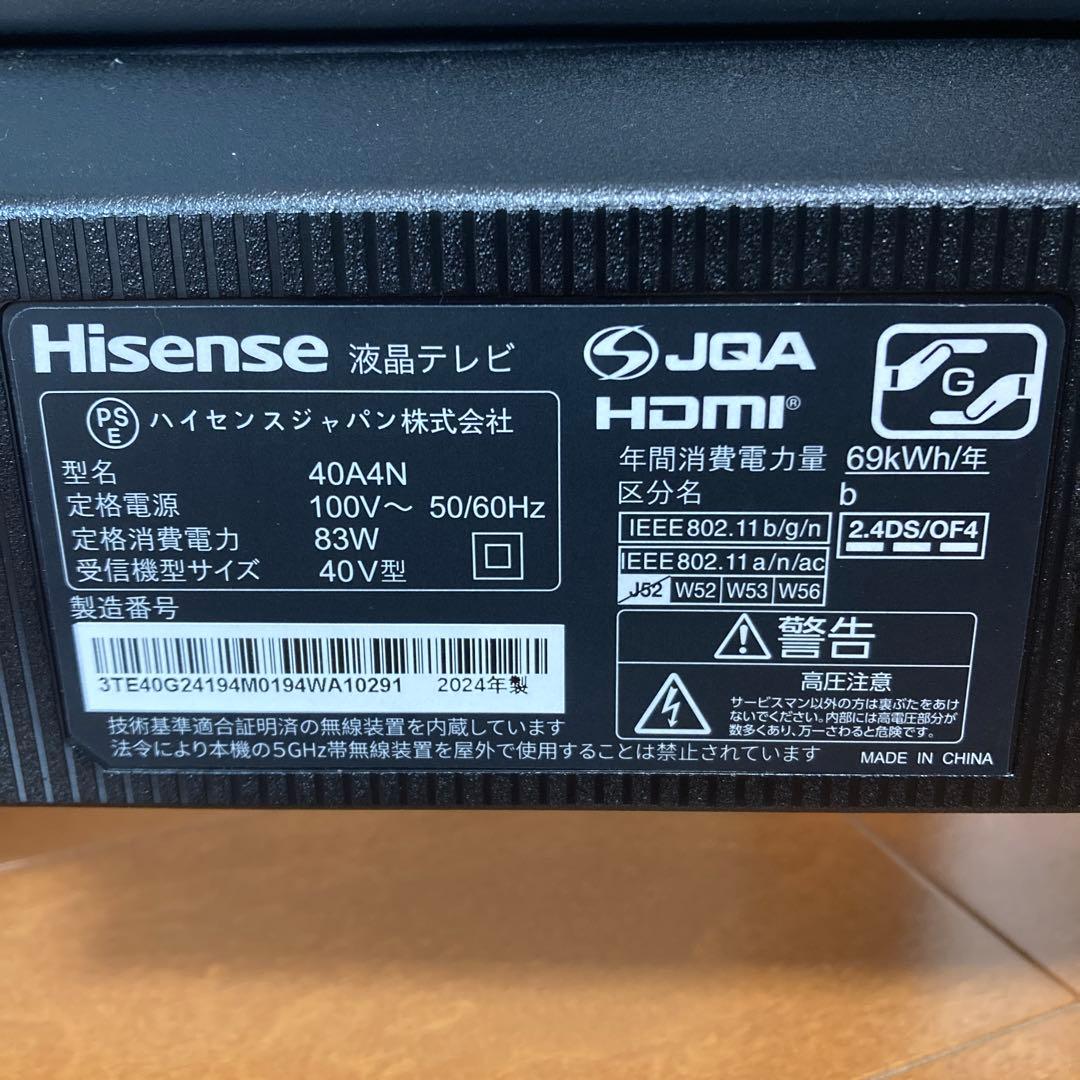 Hisense 液晶テレビ
PS
E
ハイセンスジャパン株式会社
型名 40A4N
定格電源 100V～ 50/60Hz
定格消費電力 83W
受信機型サイズ 40V型
製造番号
3TE40G24194M0194WA10291 2024年製
技術基準適合証明済の無線装置を内蔵しています
法令により本機の5GHz帯無線装置を屋外で使用することは禁止されています
JQA
HDMI®
G
年間消費電力量 69kWh/年
区分名 b
IEEE802.11b/g/n
2.4DS/OF4
IEEE802.11a/n/ac
J52 W52 W53 W56
警告
高圧注意
サービスマン以外の方は裏ぶたをあけ
ないでください。内部には高電圧部分が
数多くあり、万一さわると危険です。
MADE IN CHINA